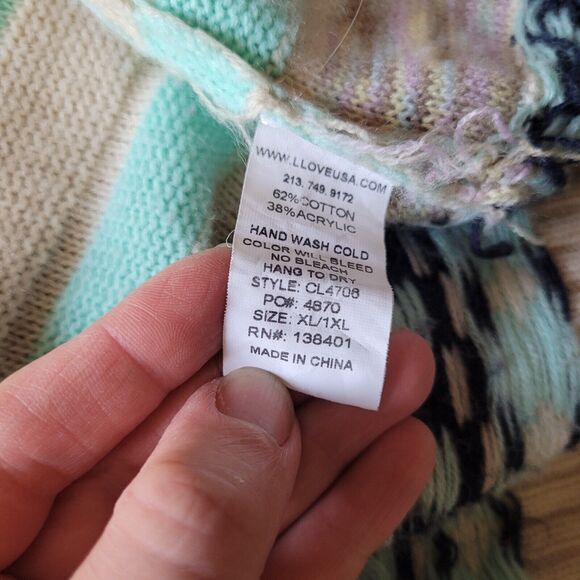 WWW.LLOVEUSA.COM
213. 749. 9172
62%COTTON
38%ACRYLIC
HAND WASH COLD
COLOR WILL BLEED
NO BLEACH
HANG TO DRY
STYLE: CL4708
PO#: 4870
SIZE: XL/1XL
RN#: 138401
MADE IN CHINA